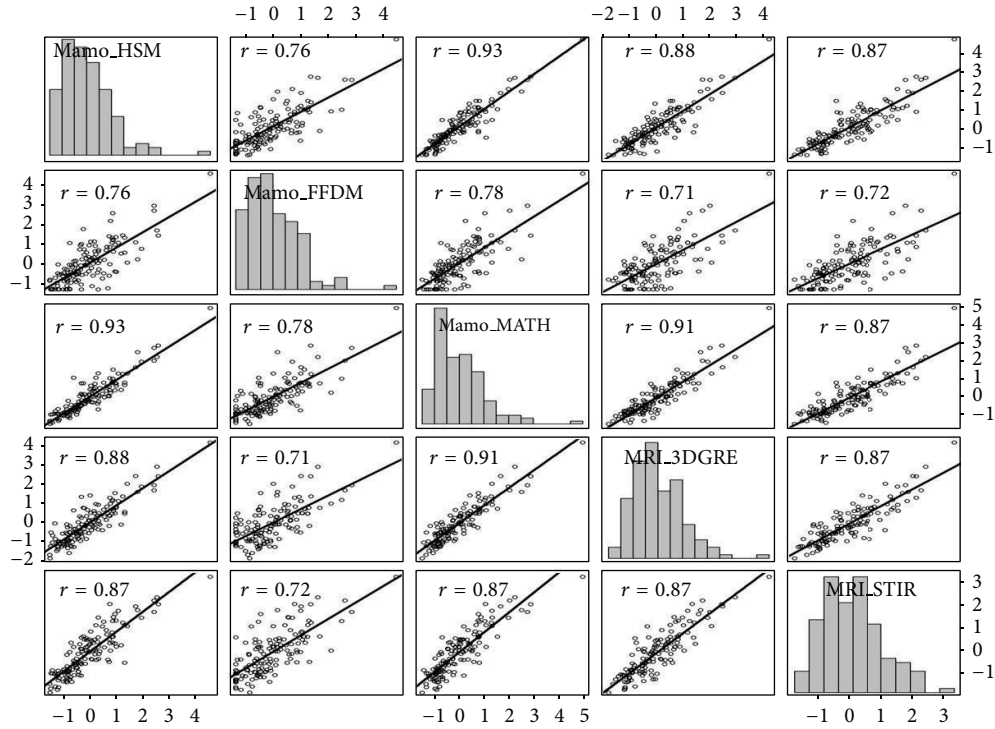 −1 0 1 2 3 4
−2 −1 0 1 2 3 4
Mamo_HSM
r = 0.76
r = 0.93
r = 0.88
r = 0.87
4
3
2
1
0
−1
4
3
2
1
0
−1
r = 0.76
Mamo_FFDM
r = 0.78
r = 0.71
r = 0.72
r = 0.93
r = 0.78
Mamo_MATH
r = 0.91
r = 0.87
5
4
3
2
1
0
−1
4
3
2
1
0
−1
−2
r = 0.88
r = 0.71
r = 0.91
MRI_3DGRE
r = 0.87
r = 0.87
r = 0.72
r = 0.87
r = 0.87
MRI_STIR
3
2
1
0
−1
−1 0 1 2 3 4
−1 0 1 2 3 4 5
−1 0 1 2 3